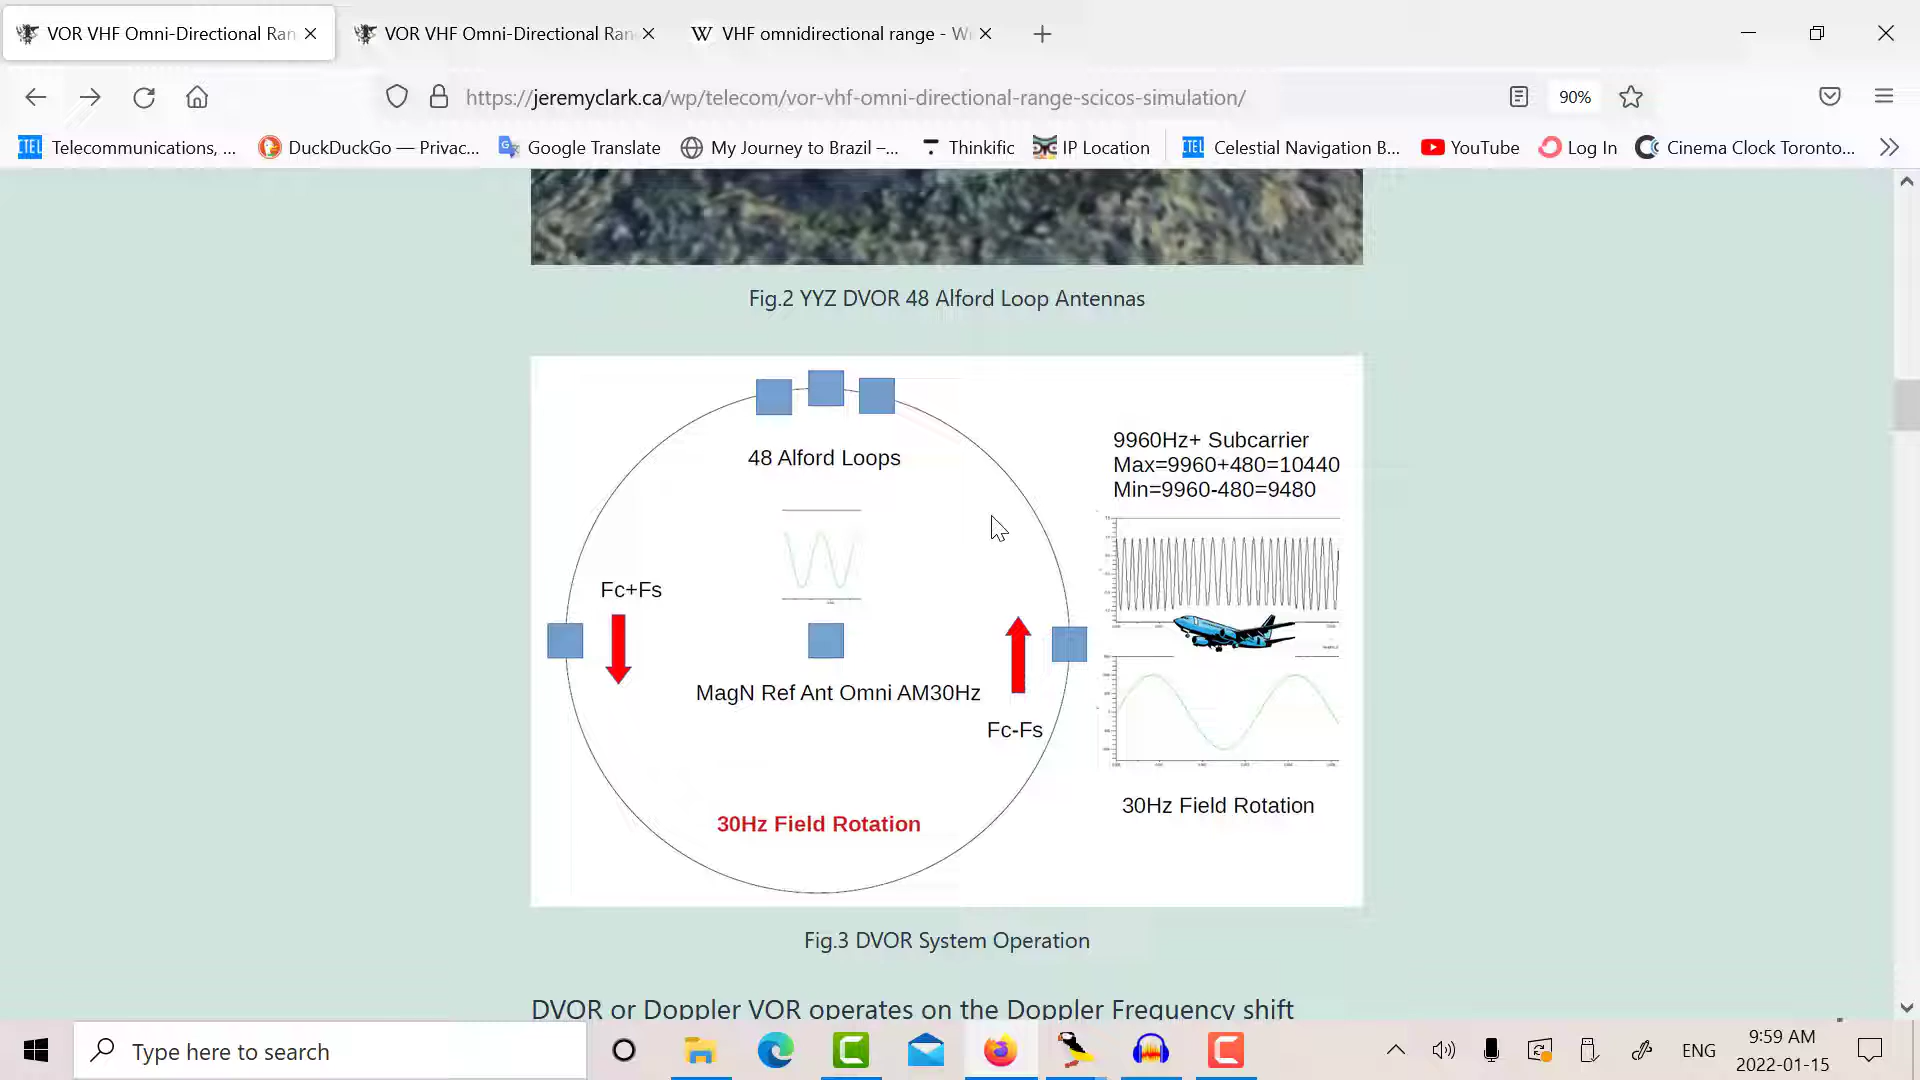 VOR VHF Omni-Directional Ran
VOR VHF Omni-Directional Ran
W VHF omnidirectional range - W
https://jeremyclark.ca/wp/telecom/vor-vhf-omni-directional-range-scicos-simulation/
90%
CTEL Telecommunications, ...
DuckDuckGo — Privac...
Google Translate
My Journey to Brazil –...
Thinkific
IP Location
CTEL Celestial Navigation B...
YouTube
Log In
Cinema Clock Toronto...
Fig.2 YYZ DVOR 48 Alford Loop Antennas
48 Alford Loops
9960Hz+ Subcarrier
Max=9960+480=10440
Min=9960-480=9480
Fc+Fs
MagN Ref Ant Omni AM30Hz
Fc-Fs
30Hz Field Rotation
30Hz Field Rotation
Fig.3 DVOR System Operation
DVOR or Doppler VOR operates on the Doppler Frequency shift
Type here to search
ENG
9:59 AM
2022-01-15